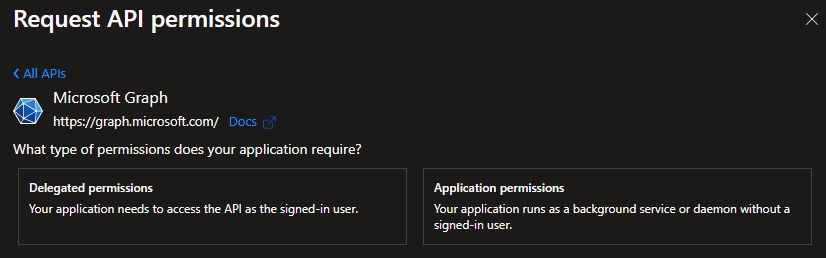 Request API permissions
All APIs
Microsoft Graph
https://graph.microsoft.com/ Docs
What type of permissions does your application require?
Delegated permissions
Your application needs to access the API as the signed-in user.
Application permissions
Your application runs as a background service or daemon without a
signed-in user.